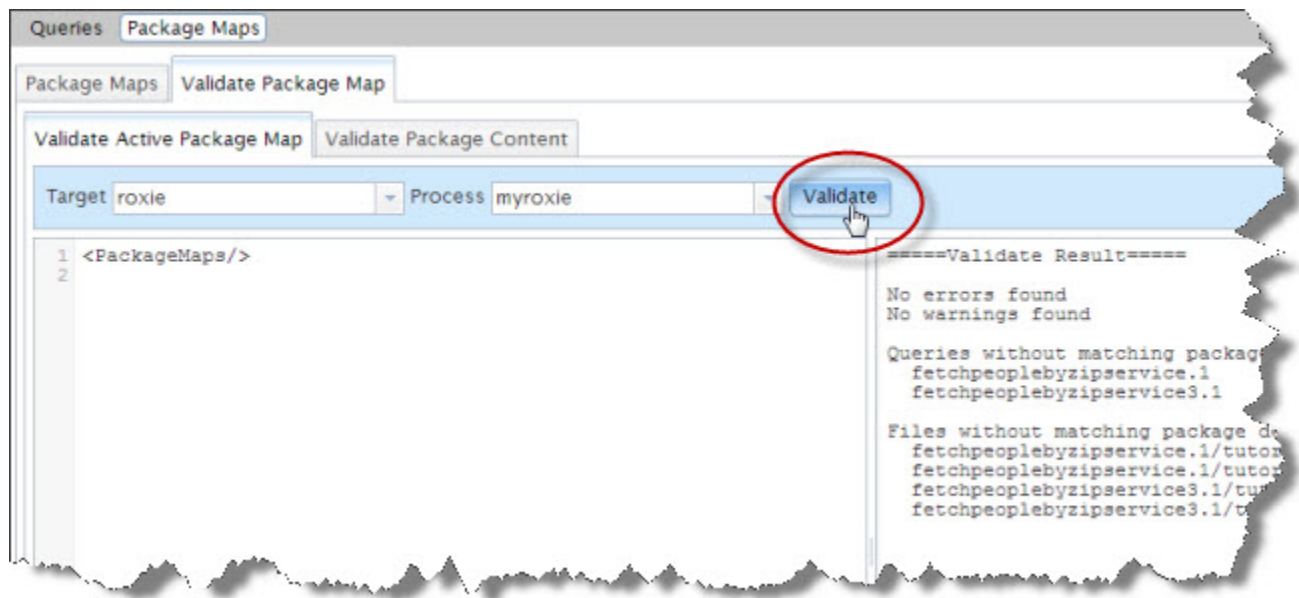 Queries Package Maps
Package Maps Validate Package Map
Validate Active Package Map Validate Package Content
Target roxie Process myroxie Validate
1 <PackageMaps/>
2
=====Validate Result=====
No errors found
No warnings found
Queries without matching
fetchpeoplebyzipservice.1
fetchpeoplebyzipservice3.1
Files without matching package
fetchpeoplebyzipservice.1/
fetchpeoplebyzipservice.1/
fetchpeoplebyzipservice3.1/
fetchpeoplebyzipservice3.1/